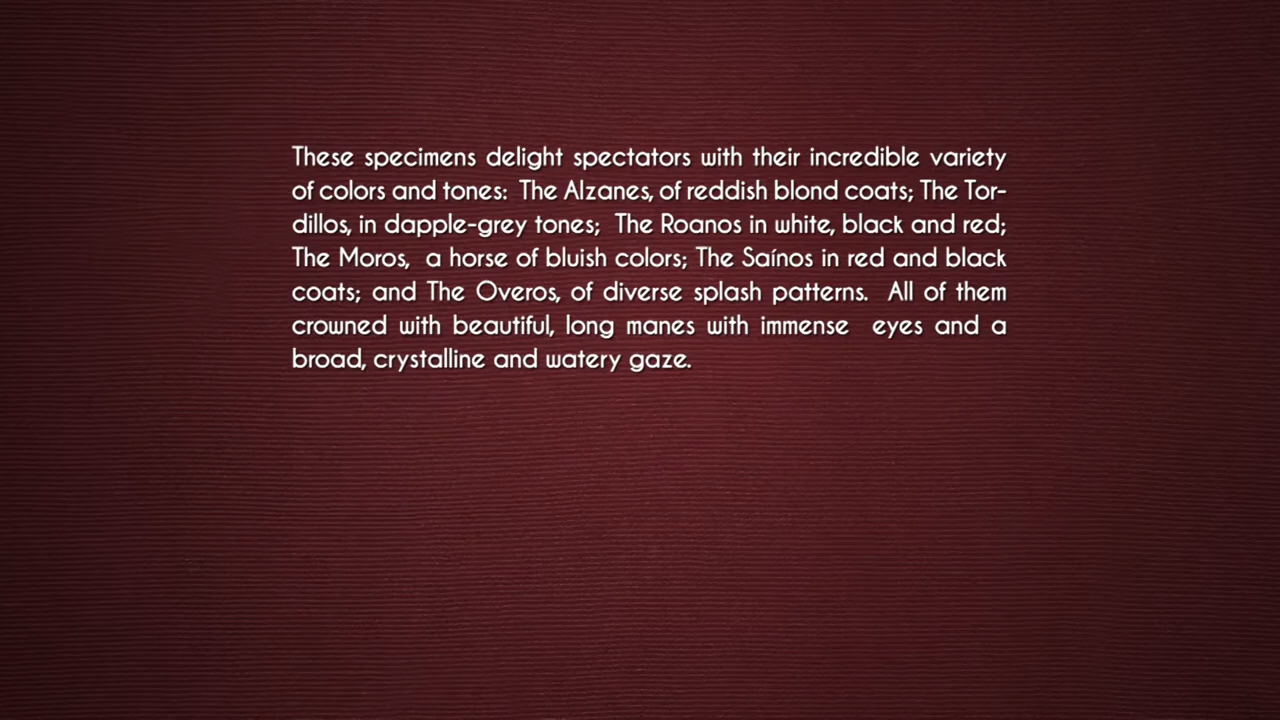 These specimens delight spectators with their incredible variety
of colors and tones: The Alzanes, of reddish blond coats; The Tor-
dillos, in dapple-grey tones; The Roanos in white, black and red;
The Moros, a horse of bluish colors; The Saínos in red and black
coats; and The Overos, of diverse splash patterns. All of them
crowned with beautiful, long manes with immense eyes and a
broad, crystalline and watery gaze.